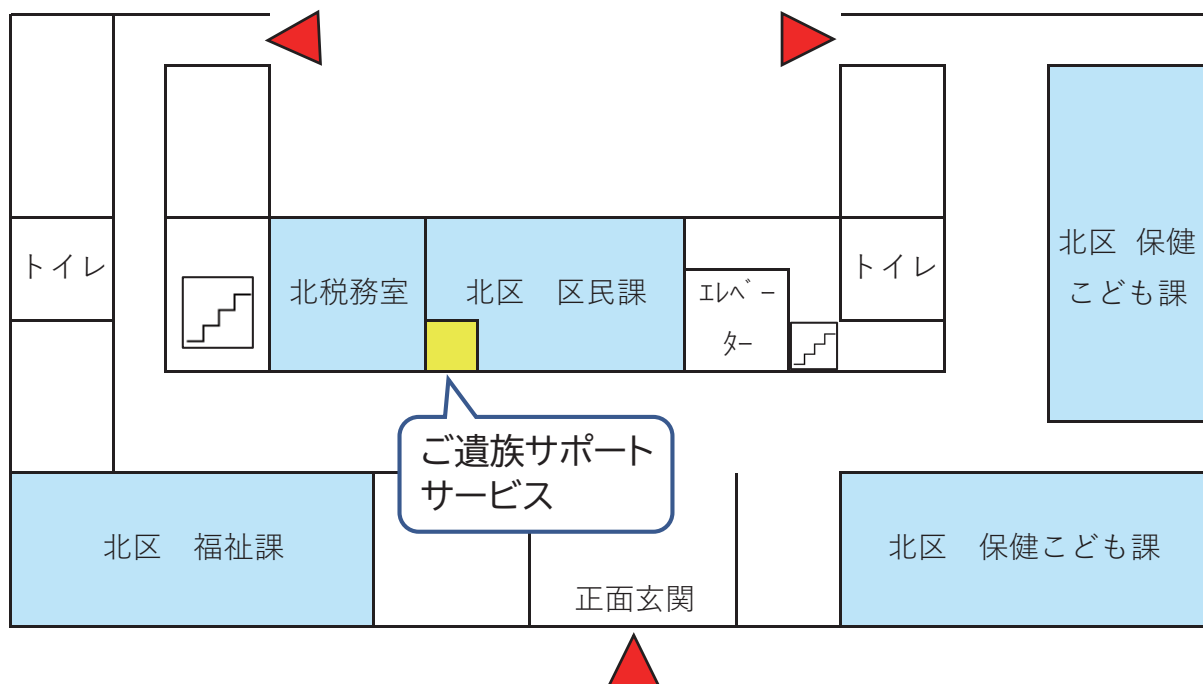 トイレ
北税務室
北区　区民課
ｴﾚﾍﾞｰ
ﾀｰ
トイレ
北区 保健
こども課
ご遺族サポート
サービス
北区　福祉課
正面玄関
北区　保健こども課